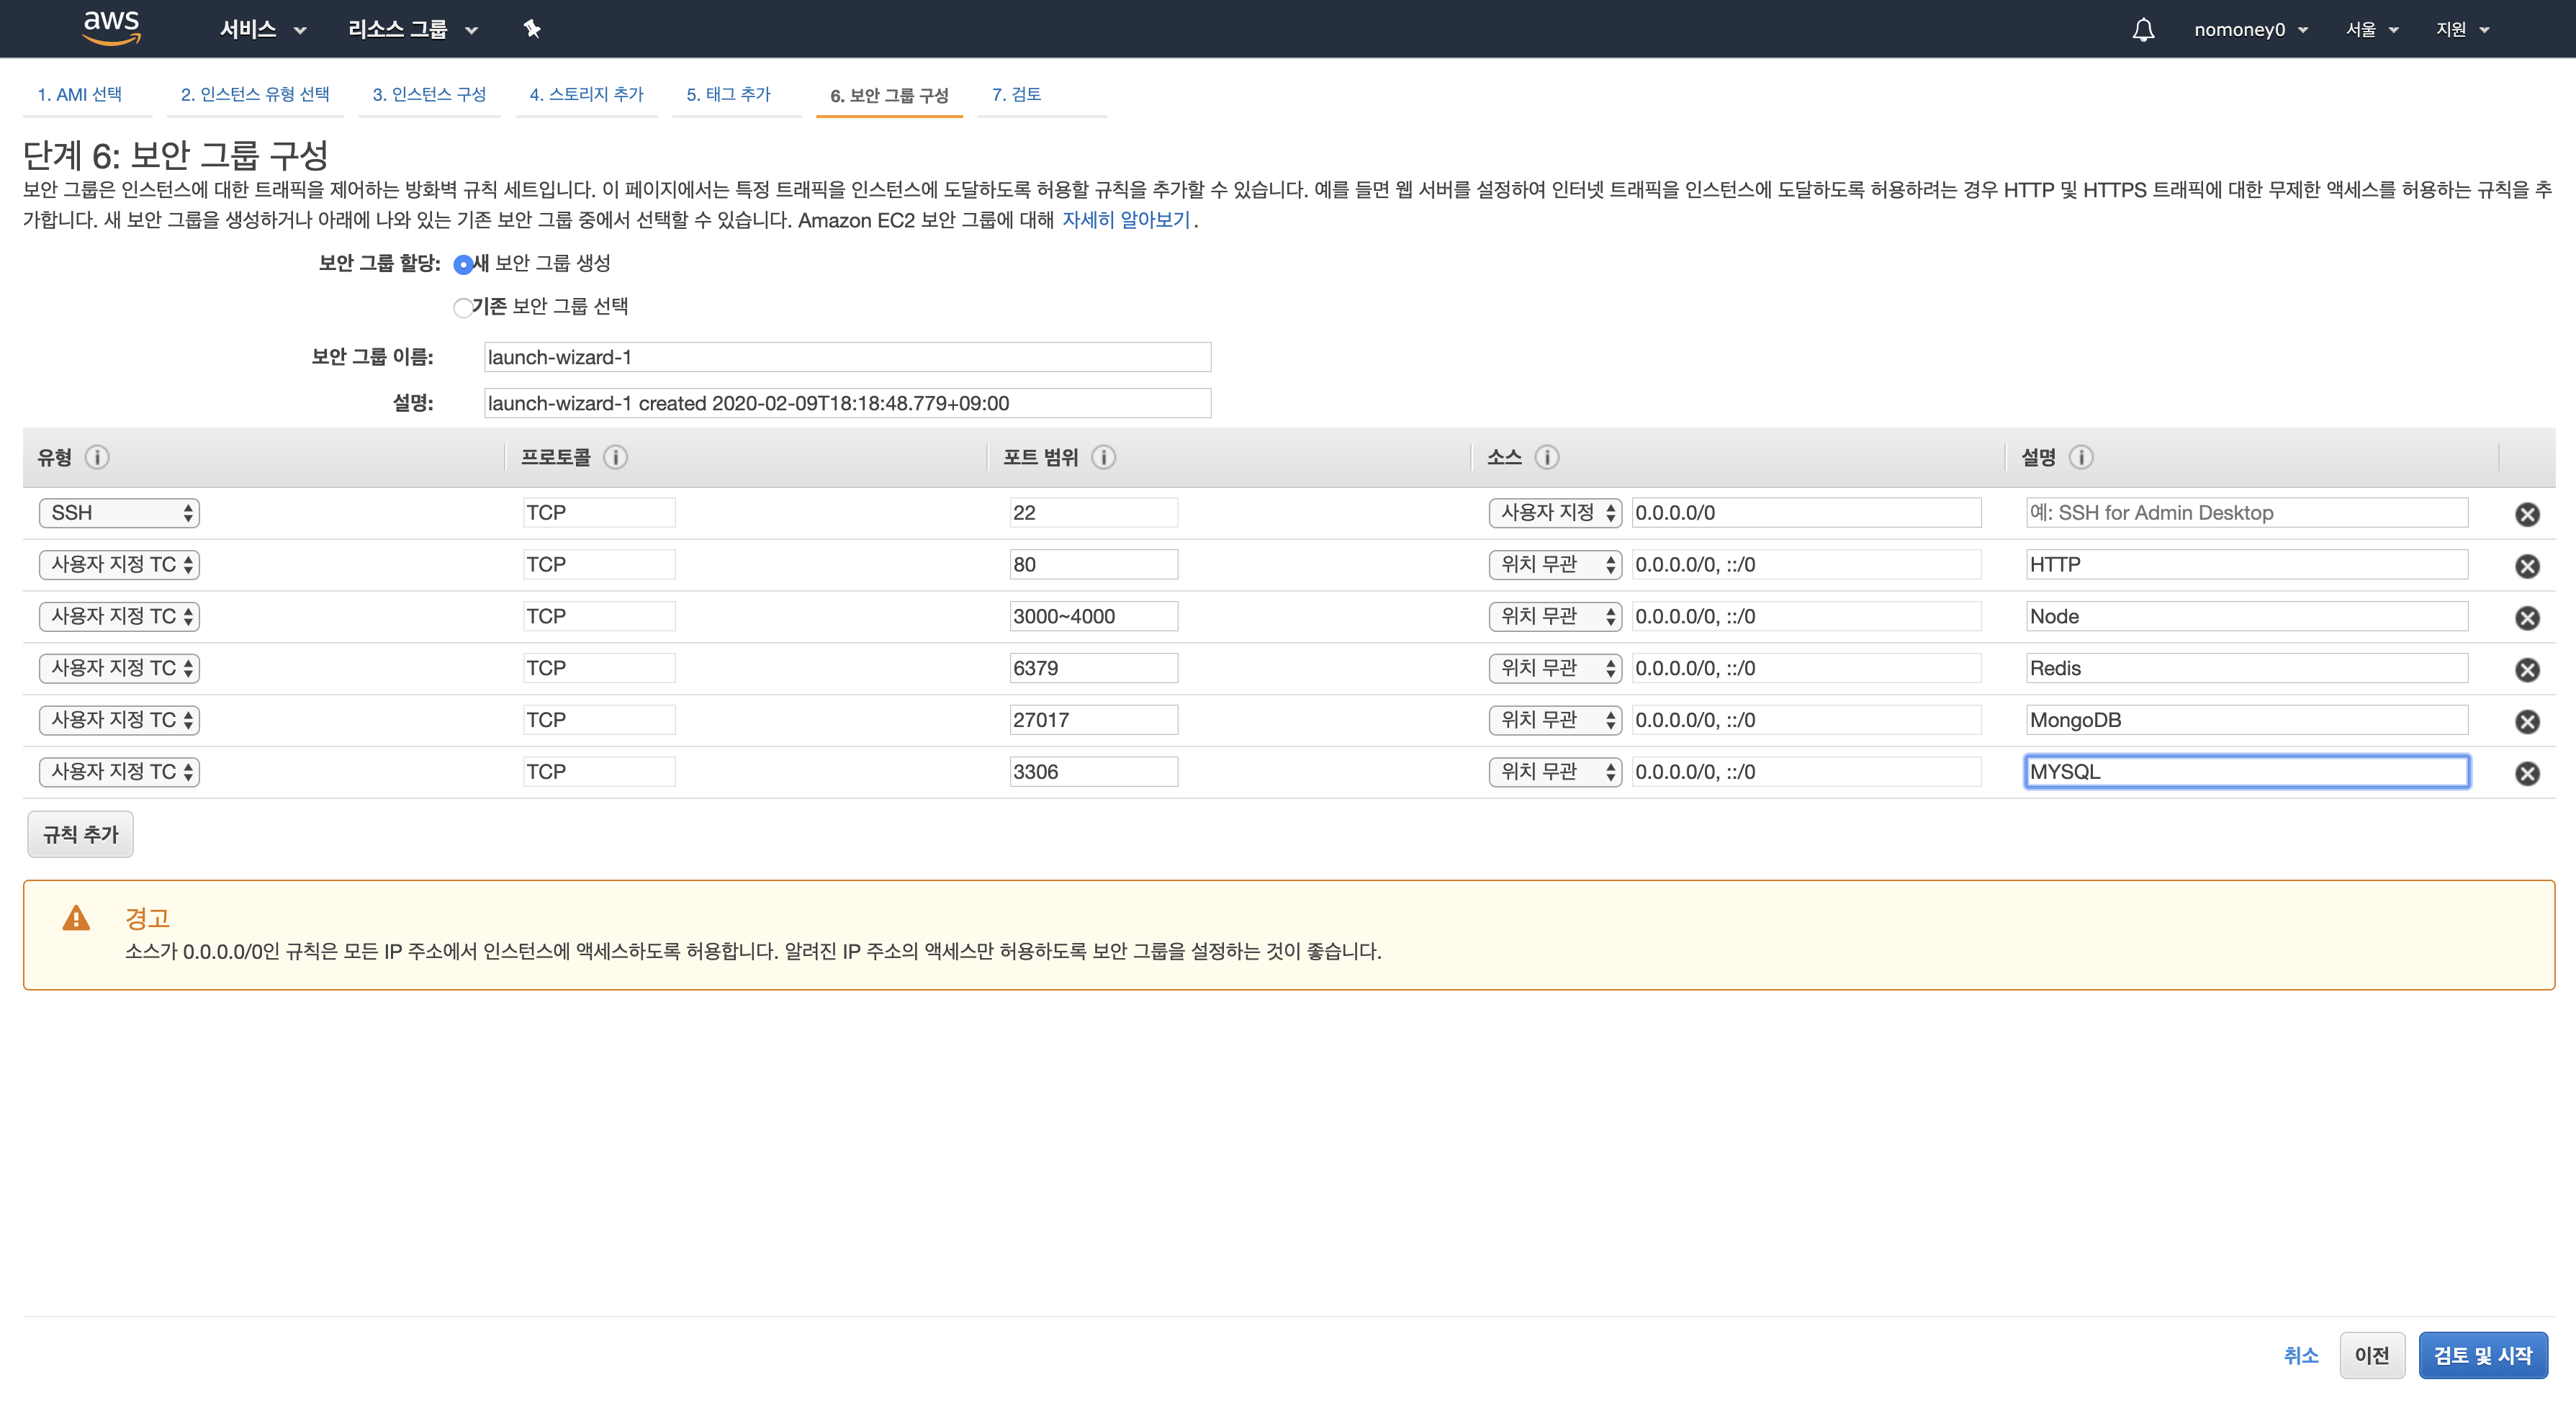 aws 서비스 리소스 그룹 nomoney0 서울 지원
1. AMI 선택 2. 인스턴스 유형 선택 3. 인스턴스 구성 4. 스토리지 추가 5. 태그 추가 6. 보안 그룹 구성 7. 검토
단계 6: 보안 그룹 구성
보안 그룹은 인스턴스에 대한 트래픽을 제어하는 방화벽 규칙 세트입니다. 이 페이지에서는 특정 트래픽을 인스턴스에 도달하도록 허용할 규칙을 추가할 수 있습니다. 예를 들면 웹 서버를 설정하여 인터넷 트래픽을 인스턴스에 도달하도록 허용하려는 경우 HTTP 및 HTTPS 트래픽에 대한 무제한 액세스를 허용하는 규칙을 추
가합니다. 새 보안 그룹을 생성하거나 아래에 나와 있는 기존 보안 그룹 중에서 선택할 수 있습니다. Amazon EC2 보안 그룹에 대해 자세히 알아보기.
보안 그룹 할당: 새 보안 그룹 생성
기존 보안 그룹 선택
보안 그룹 이름: launch-wizard-1
설명: launch-wizard-1 created 2020-02-09T18:18:48.779+09:00
유형 프로토콜 포트 범위 소스 설명
SSH TCP 22 사용자 지정 0.0.0.0/0 예: SSH for Admin Desktop
사용자 지정 TC TCP 80 위치 무관 0.0.0.0/0, ::/0 HTTP
사용자 지정 TC TCP 3000~4000 위치 무관 0.0.0.0/0, ::/0 Node
사용자 지정 TC TCP 6379 위치 무관 0.0.0.0/0, ::/0 Redis
사용자 지정 TC TCP 27017 위치 무관 0.0.0.0/0, ::/0 MongoDB
사용자 지정 TC TCP 3306 위치 무관 0.0.0.0/0, ::/0 MYSQL
규칙 추가
경고
소스가 0.0.0.0/0인 규칙은 모든 IP 주소에서 인스턴스에 액세스하도록 허용합니다. 알려진 IP 주소의 액세스만 허용하도록 보안 그룹을 설정하는 것이 좋습니다.
취소 이전 검토 및 시작